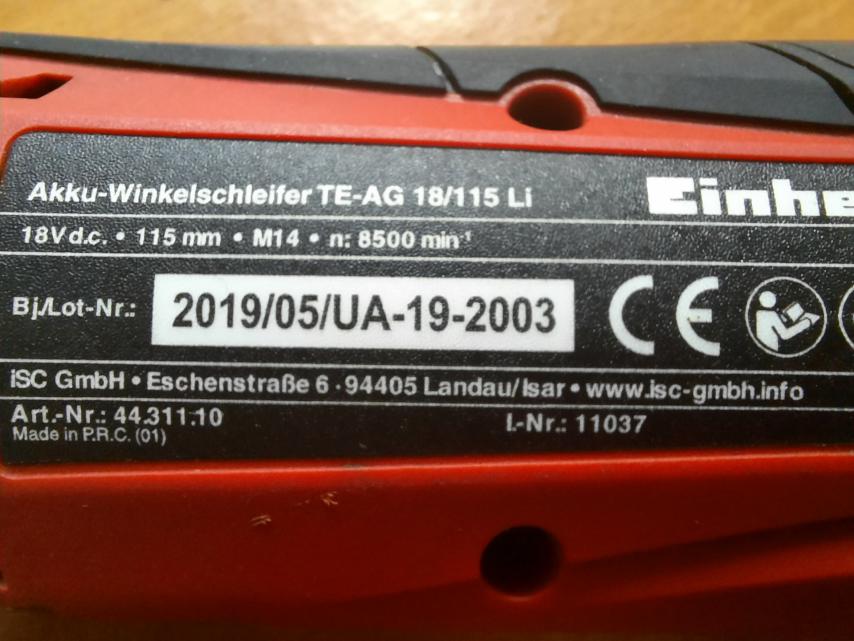 Akku-Winkelschleifer TE-AG 18/115 Li
Einhe
18V d.c. • 115 mm • M14 • n: 8500 min⁻¹
Bj/Lot-Nr.: 2019/05/UA-19-2003 CE
iSC GmbH • Eschenstraße 6 · 94405 Landau/Isar • www.isc-gmbh.info
Art.-Nr.: 44.311.10 I.-Nr.: 11037
Made in P.R.C. (01)